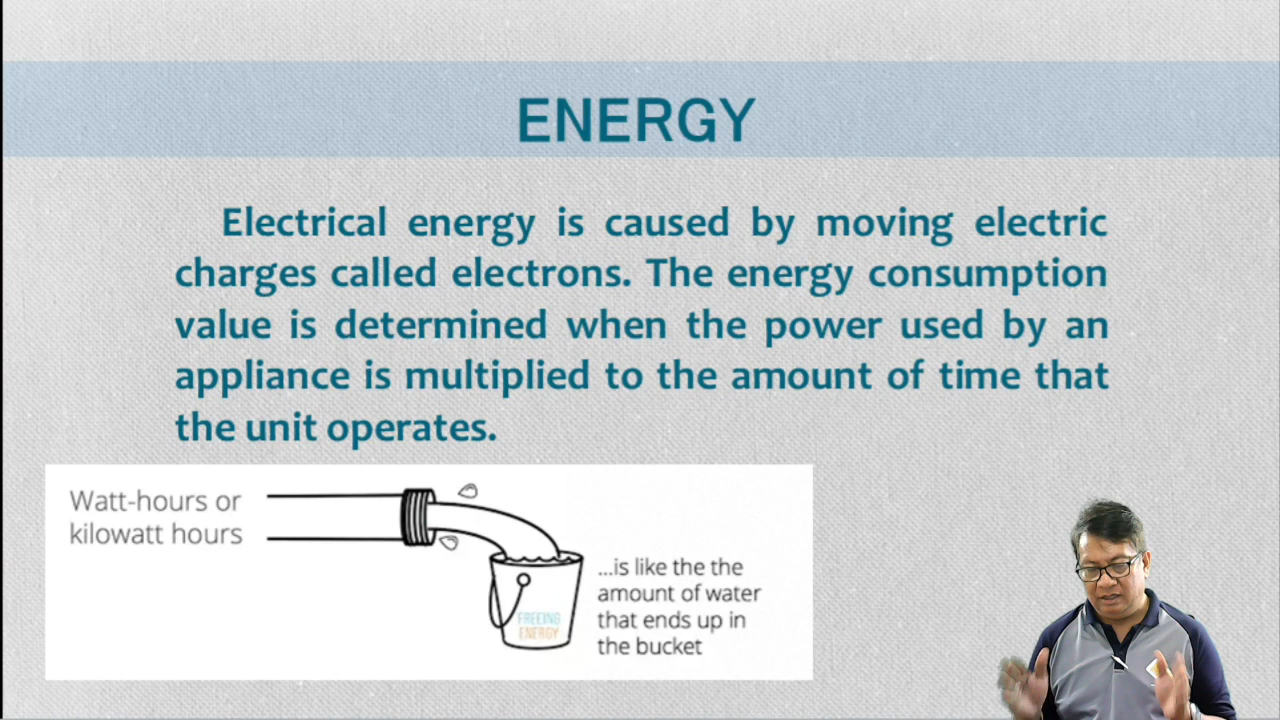 ENERGY
Electrical energy is caused by moving electric
charges called electrons. The energy consumption
value is determined when the power used by an
appliance is multiplied to the amount of time that
the unit operates.
Watt-hours or
kilowatt hours
...is like the the
amount of water
that ends up in
the bucket
FREEING
ENERGY